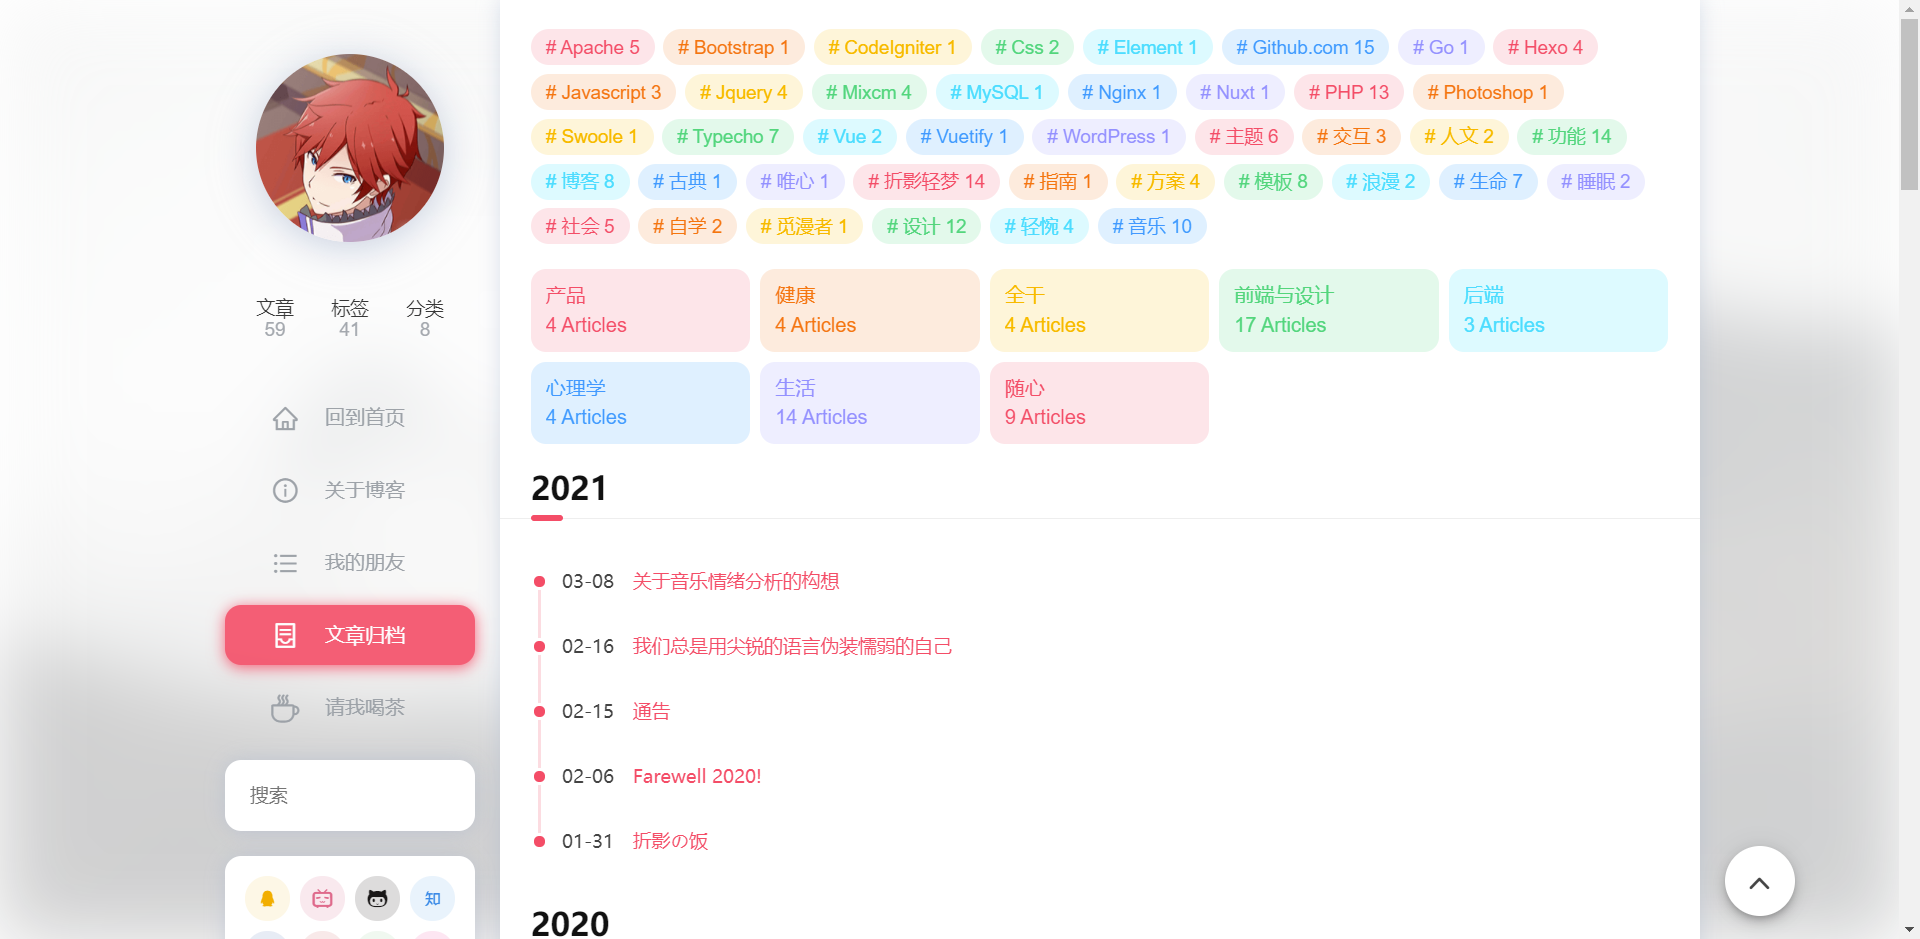 文章 标签 分类
59 41 8
回到首页
关于博客
我的朋友
文章归档
请我喝茶
搜索
知
# Apache 5 # Bootstrap 1 # CodeIgniter 1 # Css 2 # Element 1 # Github.com 15 # Go 1 # Hexo 4
# Javascript 3 # Jquery 4 # Mixcm 4 # MySQL 1 # Nginx 1 # Nuxt 1 # PHP 13 # Photoshop 1
# Swoole 1 # Typecho 7 # Vue 2 # Vuetify 1 # WordPress 1 # 主题 6 # 交互 3 # 人文 2 # 功能 14
# 博客 8 # 古典 1 # 唯心 1 # 折影轻梦 14 # 指南 1 # 方案 4 # 模板 8 # 浪漫 2 # 生命 7 # 睡眠 2
# 社会 5 # 自学 2 # 觅漫者 1 # 设计 12 # 轻惋 4 # 音乐 10
产品 健康 全干 前端与设计 后端
4 Articles 4 Articles 4 Articles 17 Articles 3 Articles
心理学 生活 随心
4 Articles 14 Articles 9 Articles
2021
03-08 关于音乐情绪分析的构想
02-16 我们总是用尖锐的语言伪装懦弱的自己
02-15 通告
02-06 Farewell 2020!
01-31 折影の饭
2020